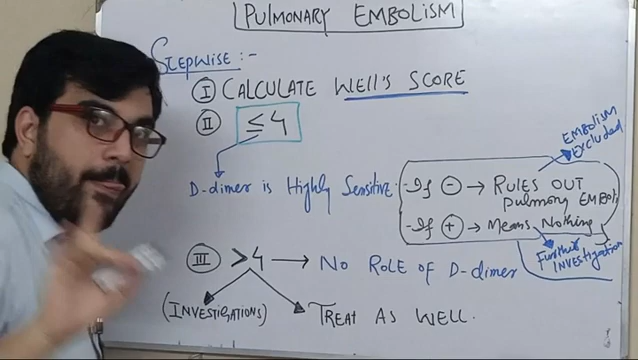 PULMONARY EMBOLISM
STEPWISE :-
I CALCULATE WELL'S SCORE
II ≤4
D-dimer is Highly Sensitive.
-If ⊖ → RULES OUT
Pulmonary EMBOL
Embolism
Excluded
-If ⊕ → Means Nothing
Further
INVESTIGATION
III >4 → No Role of D-dimer
(INVESTIGATIONS)
TREAT AS WELL.